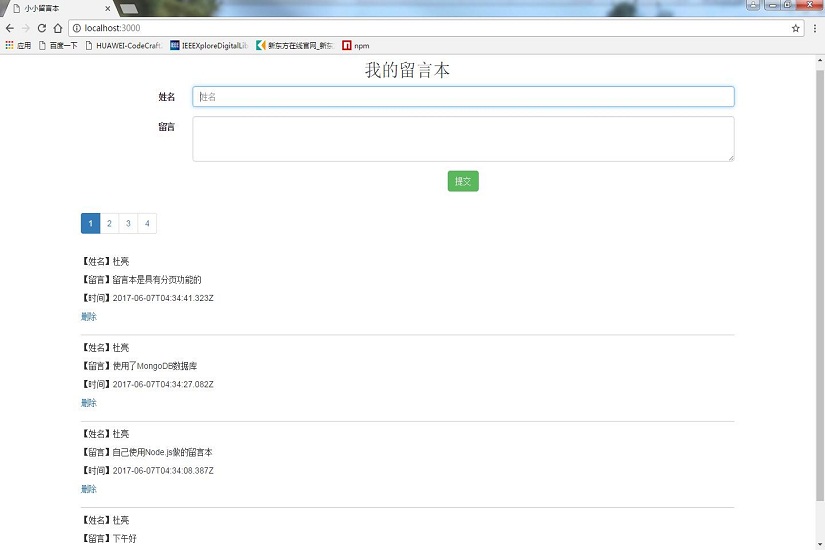 小小留言本
localhost:3000
应用 百度一下 HUAWEI-CodeCraft IEEEXploreDigitalLib 新东方在线官网_新东 npm
我的留言本
姓名 姓名
留言
提交
1 2 3 4
【姓名】杜亮
【留言】留言本是具有分页功能的
【时间】2017-06-07T04:34:41.323Z
删除
【姓名】杜亮
【留言】使用了MongoDB数据库
【时间】2017-06-07T04:34:27.082Z
删除
【姓名】杜亮
【留言】自己使用Node.js做的留言本
【时间】2017-06-07T04:34:08.387Z
删除
【姓名】杜亮
【留言】下午好